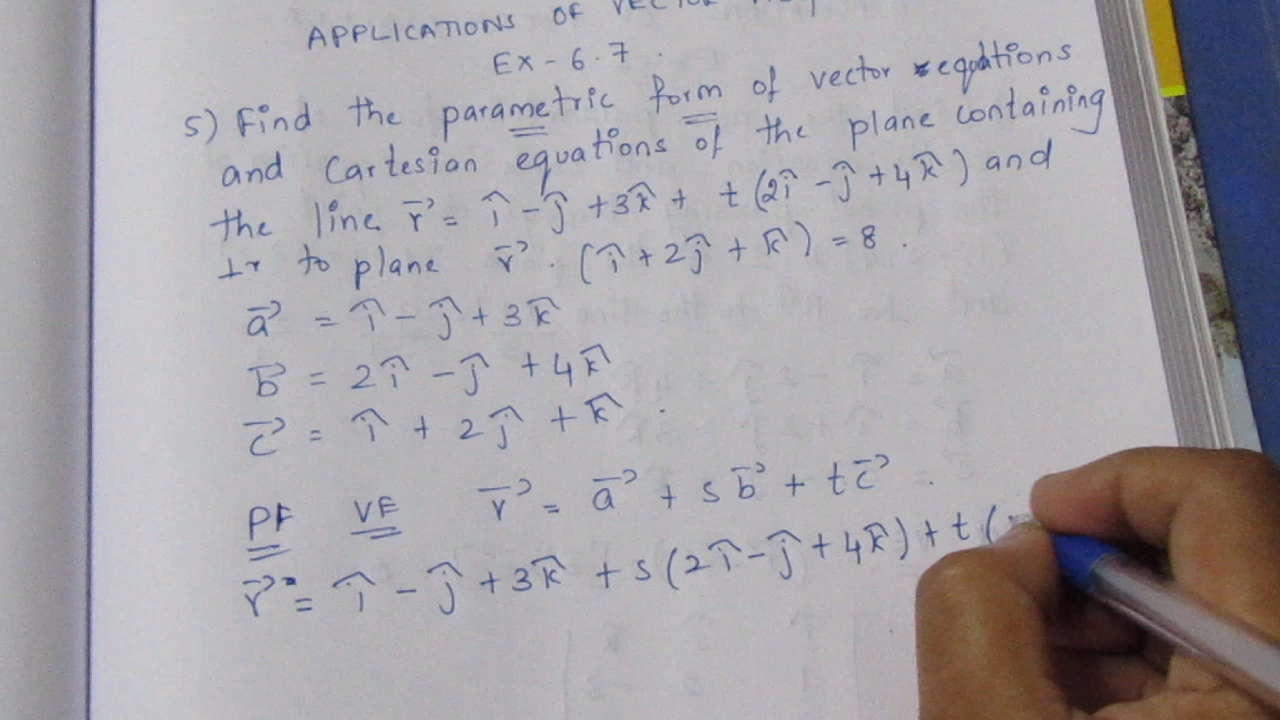 APPLICATIONS OF VECTOR
EX - 6.7
5) Find the parametric form of vector equations
and Cartesian equations of the plane containing
the line r⃗ = î - ĵ + 3k̂ + t (2î - ĵ + 4k̂) and
⊥r to plane r⃗ . (î + 2ĵ + k̂) = 8 .
a⃗ = î - ĵ + 3k̂
b⃗ = 2î - ĵ + 4k̂
c⃗ = î + 2ĵ + k̂ .
PF VE r⃗ = a⃗ + s b⃗ + t c⃗ .
r⃗ = î - ĵ + 3k̂ + s (2î - ĵ + 4k̂) + t (